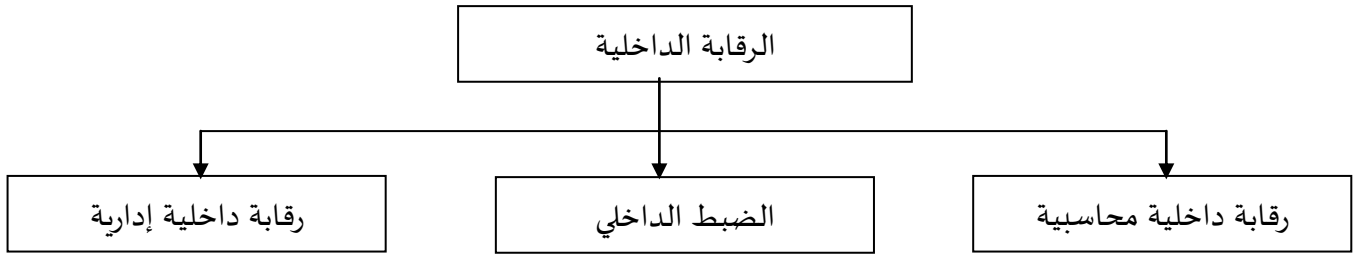 الرقابة الداخلية
رقابة داخلية محاسبية
الضبط الداخلي
رقابة داخلية إدارية